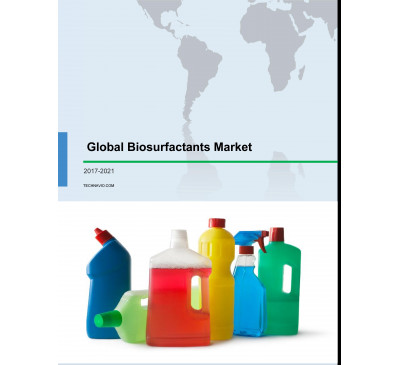 Global Biosurfactants Market
2017-2021
TECHNAVIO.COM